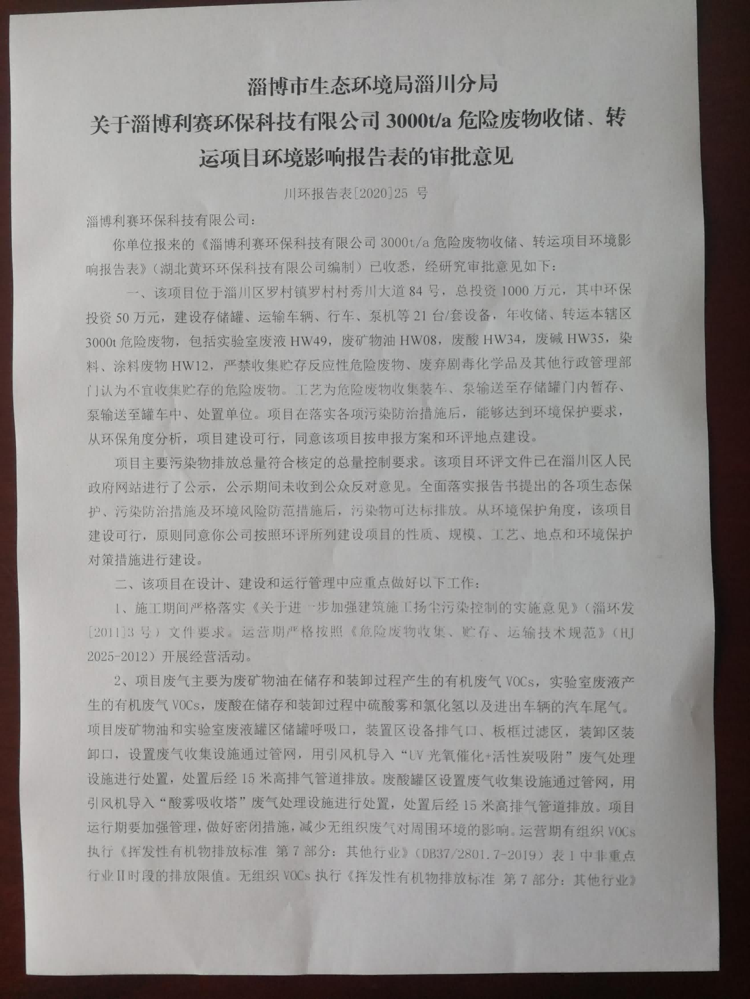 淄博市生态环境局淄川分局
关于淄博利赛环保科技有限公司 3000t/a 危险废物收储、转
运项目环境影响报告表的审批意见
川环报告表[2020]25 号
淄博利赛环保科技有限公司：
你单位报来的《淄博利赛环保科技有限公司 3000t/a 危险废物收储、转运项目环境影
响报告表》（湖北黄环环保科技有限公司编制）已收悉，经研究审批意见如下：
一、该项目位于淄川区罗村镇罗村村秀川大道 84 号，总投资 1000 万元，其中环保
投资 50 万元，建设存储罐、运输车辆、行车、泵机等 21 台/套设备，年收储、转运本辖区
3000t 危险废物，包括实验室废液 HW49，废矿物油 HW08，废酸 HW34，废碱 HW35，染
料、涂料废物 HW12，严禁收集贮存反应性危险废物、废弃剧毒化学品及其他行政管理部
门认为不宜收集贮存的危险废物。工艺为危险废物收集装车、泵输送至存储罐门内暂存、
泵输送至罐车中、处置单位。项目在落实各项污染防治措施后，能够达到环境保护要求，
从环保角度分析，项目建设可行，同意该项目按申报方案和环评地点建设。
项目主要污染物排放总量符合核定的总量控制要求。该项目环评文件已在淄川区人民
政府网站进行了公示，公示期间未收到公众反对意见。全面落实报告书提出的各项生态保
护、污染防治措施及环境风险防范措施后，污染物可达标排放。从环境保护角度，该项目
建设可行，原则同意你公司按照环评所列建设项目的性质、规模、工艺、地点和环境保护
对策措施进行建设。
二、该项目在设计、建设和运行管理中应重点做好以下工作：
1、施工期间严格落实《关于进一步加强建筑施工扬尘污染控制的实施意见》（淄环发
[2011]3 号）文件要求。运营期严格按照《危险废物收集、贮存、运输技术规范》（HJ
2025-2012）开展经营活动。
2、项目废气主要为废矿物油在储存和装卸过程产生的有机废气 VOCs，实验室废液产
生的有机废气 VOCs，废酸在储存和装卸过程中硫酸雾和氯化氢以及进出车辆的汽车尾气。
项目废矿物油和实验室废液罐区储罐呼吸口，装置区设备排气口、板框过滤区，装卸区装
卸口，设置废气收集设施通过管网，用引风机导入“UV 光氧催化+活性炭吸附”废气处理
设施进行处置，处置后经 15 米高排气管道排放。废酸罐区设置废气收集设施通过管网，用
引风机导入“酸雾吸收塔”废气处理设施进行处置，处置后经 15 米高排气管道排放。项目
运行期要加强管理，做好密闭措施，减少无组织废气对周围环境的影响。运营期有组织 VOCs
执行《挥发性有机物排放标准 第 7 部分：其他行业》（DB37/2801.7-2019）表 1 中非重点
行业Ⅱ时段的排放限值。无组织 VOCs 执行《挥发性有机物排放标准 第 7 部分：其他行业》